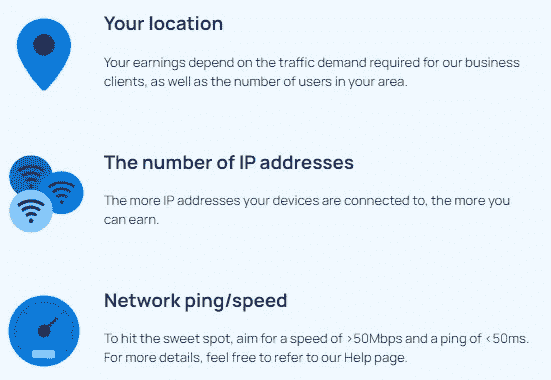 Your location
Your earnings depend on the traffic demand required for our business
clients, as well as the number of users in your area.
The number of IP addresses
The more IP addresses your devices are connected to, the more you
can earn.
Network ping/speed
To hit the sweet spot, aim for a speed of >50Mbps and a ping of <50ms.
For more details, feel free to refer to our Help page.